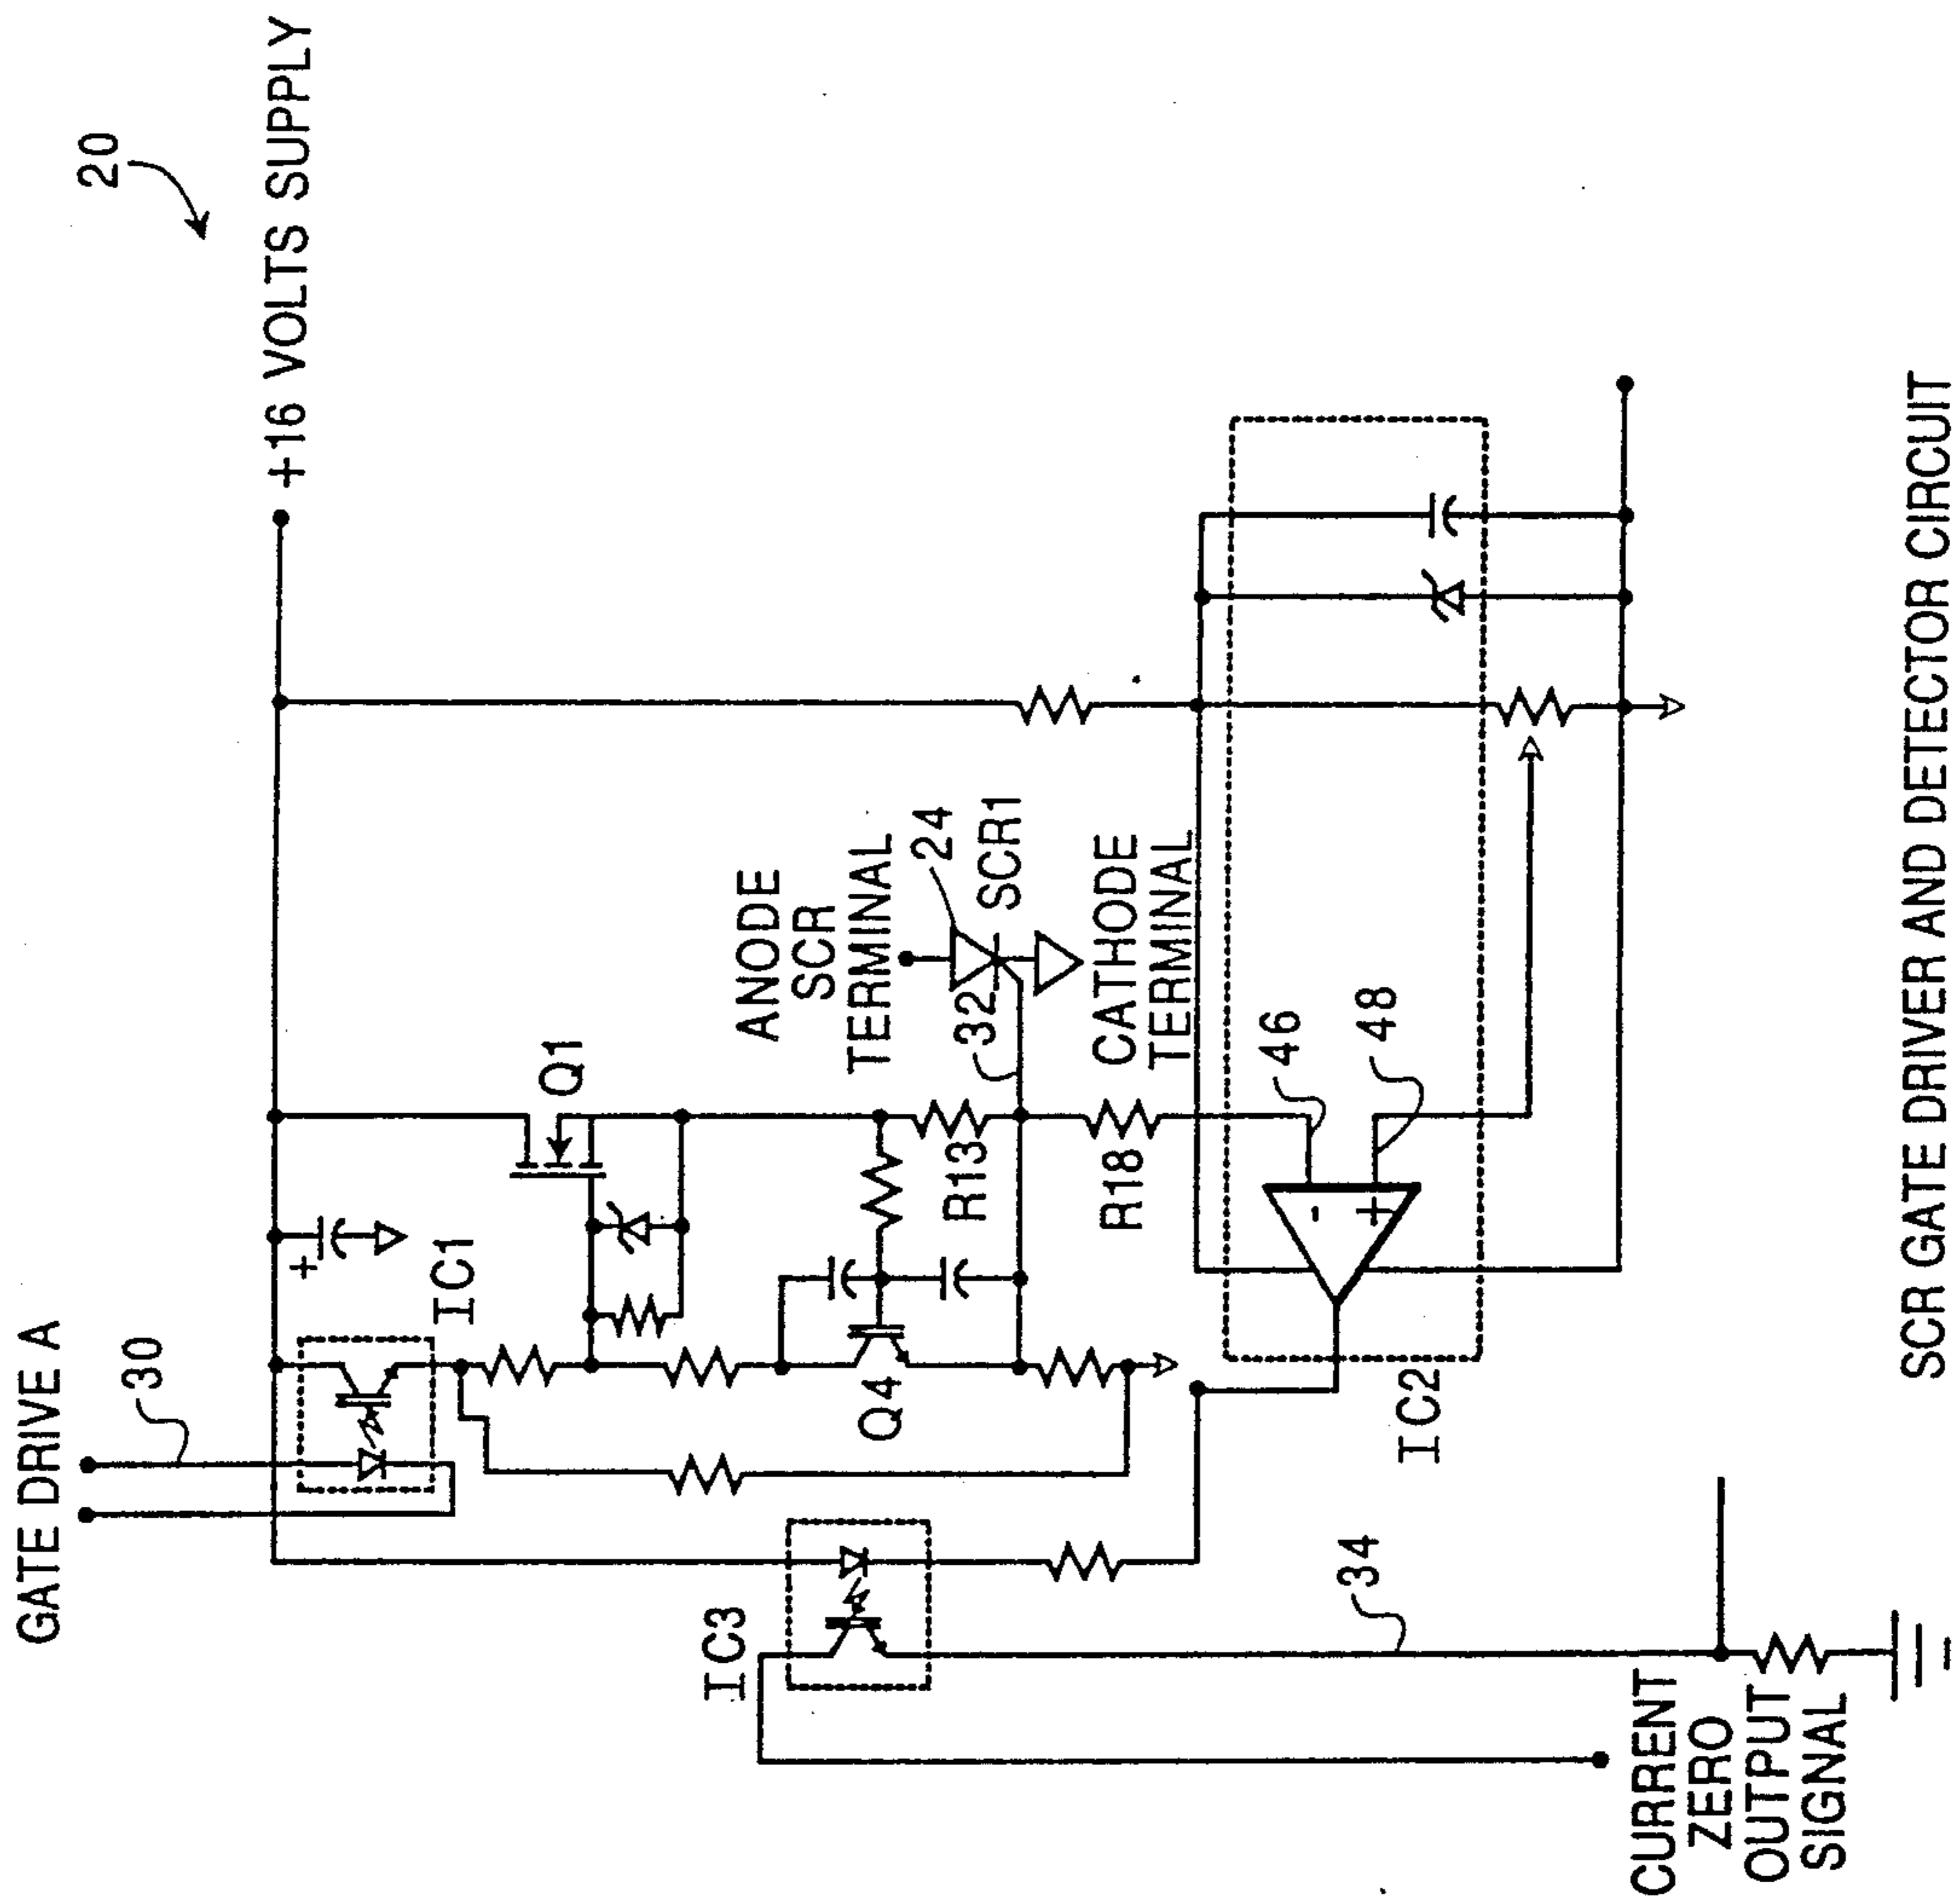 20
+16 VOLTS SUPPLY
GATE DRIVE A
30
+
IC1
Q1
ANODE
SCR
TERMINAL
24
SCR1
32
CATHODE
TERMINAL
Q4
R13
R18
46
48
-
+
IC2
IC3
34
CURRENT
ZERO
OUTPUT
SIGNAL
SCR GATE DRIVER AND DETECTOR CIRCUIT